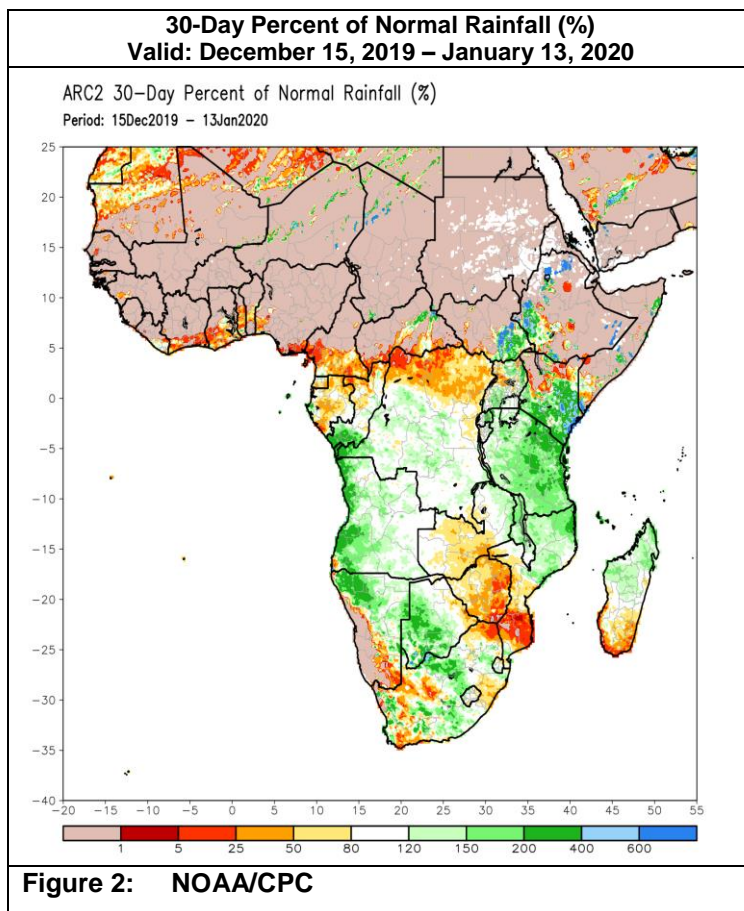 30-Day Percent of Normal Rainfall (%)
Valid: December 15, 2019 – January 13, 2020
ARC2 30-Day Percent of Normal Rainfall (%)
Period: 15Dec2019 - 13Jan2020
25
20
15
10
5
0
-5
-10
-15
-20
-25
-30
-35
-40
-20 -15 -10 -5 0 5 10 15 20 25 30 35 40 45 50 55
1 5 25 50 80 120 150 200 400 600
Figure 2: NOAA/CPC